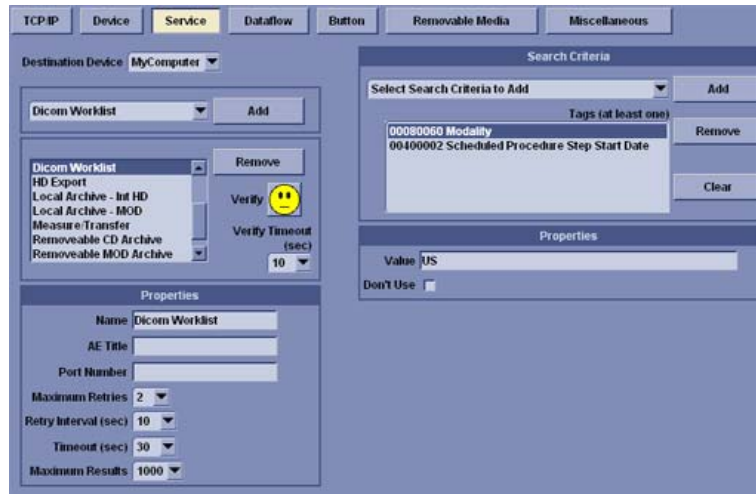 TCP/IP Device Service Dataflow Button Removable Media Miscellaneous
Destination Device MyComputer
Dicom Worklist Add
Dicom Worklist
HD Export
Local Archive - Int HD
Local Archive - MOD
Measure/Transfer
Removeable CD Archive
Removeable MOD Archive
Remove
Verify
Verify Timeout
(sec)
10
Properties
Name Dicom Worklist
AE Title
Port Number
Maximum Retries 2
Retry Interval (sec) 10
Timeout (sec) 30
Maximum Results 1000
Search Criteria
Select Search Criteria to Add Add
Tags (at least one)
00080060 Modality
00400002 Scheduled Procedure Step Start Date
Remove
Clear
Properties
Value US
Don't Use